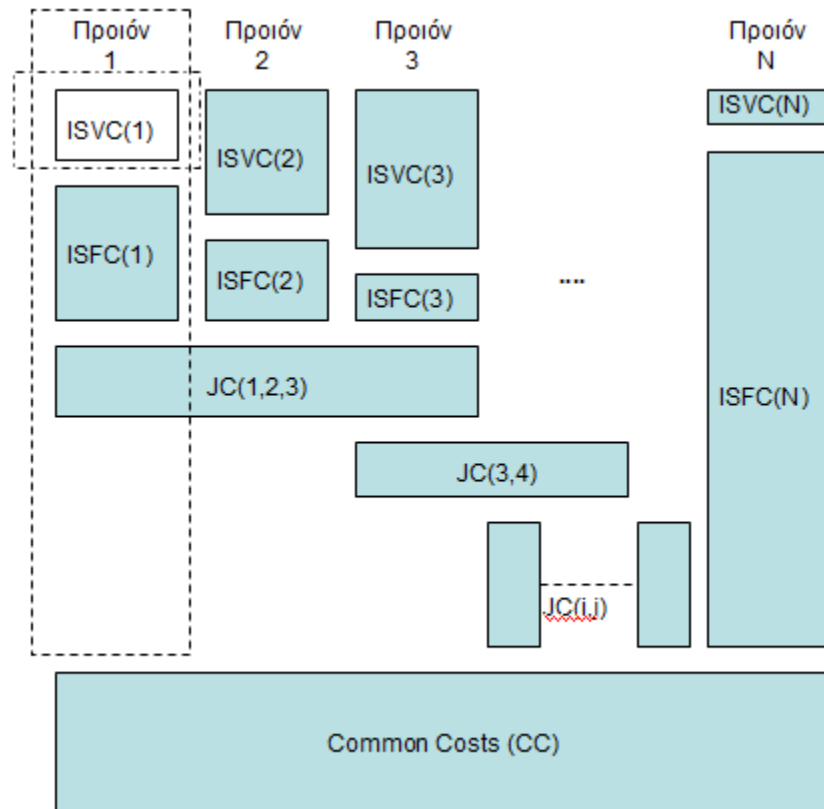 Προιόν
1
Προιόν
2
Προιόν
3
Προιόν
N
ISVC(1)
ISVC(2)
ISVC(3)
ISVC(N)
ISFC(1)
ISFC(2)
ISFC(3)
....
ISFC(N)
JC(1,2,3)
JC(3,4)
JC(i,j)
Common Costs (CC)